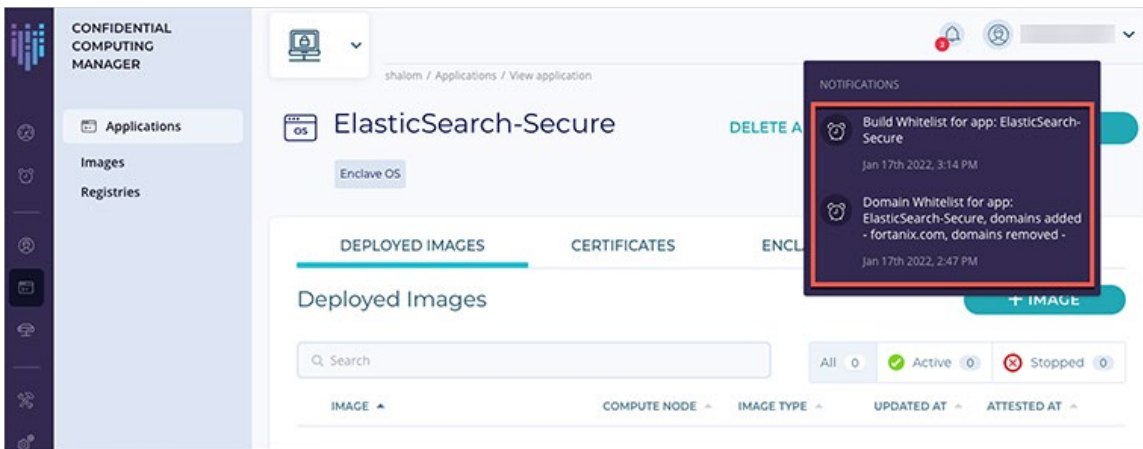 CONFIDENTIAL
COMPUTING
MANAGER
Applications
Images
Registries
2
shalom / Applications / View application
OS
ElasticSearch-Secure
DELETE A
Enclave OS
NOTIFICATIONS
Build Whitelist for app: ElasticSearch-
Secure
Jan 17th 2022, 3:14 PM
Domain Whitelist for app:
ElasticSearch-Secure, domains added
- fortanix.com, domains removed -
Jan 17th 2022, 2:47 PM
DEPLOYED IMAGES CERTIFICATES ENCL
Deployed Images
+ IMAGE
Search
All 0 Active 0 Stopped 0
IMAGE COMPUTE NODE IMAGE TYPE UPDATED AT ATTESTED AT